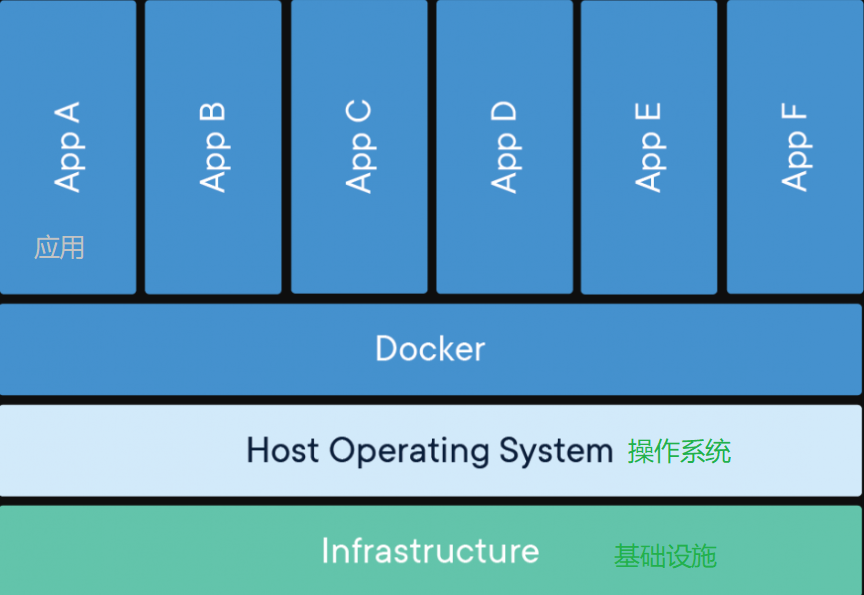 App A
App B
App C
App D
App E
App F
应用
Docker
Host Operating System 操作系统
Infrastructure 基础设施